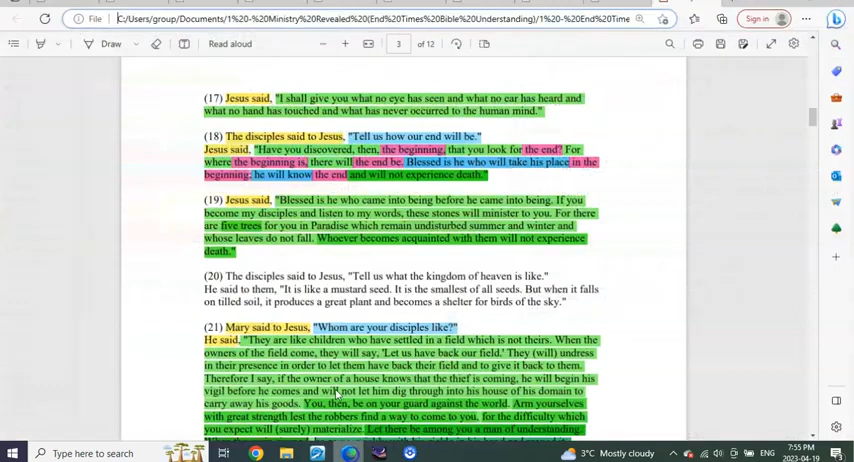 File
C:/Users/group/Documents/1%20-%20Ministry%20Revealed(End%20Times%20Bible%20Understanding)/1%20-%20End%20Time
Sign in
Draw
Read aloud
3
of 12
(17) Jesus said, "I shall give you what no eye has seen and what no ear has heard and
what no hand has touched and what has never occurred to the human mind."
(18) The disciples said to Jesus, "Tell us how our end will be."
Jesus said, "Have you discovered, then, the beginning, that you look for the end? For
where the beginning is, there will the end be. Blessed is he who will take his place in the
beginning; he will know the end and will not experience death."
(19) Jesus said, "Blessed is he who came into being before he came into being. If you
become my disciples and listen to my words, these stones will minister to you. For there
are five trees for you in Paradise which remain undisturbed summer and winter and
whose leaves do not fall. Whoever becomes acquainted with them will not experience
death."
(20) The disciples said to Jesus, "Tell us what the kingdom of heaven is like."
He said to them, "It is like a mustard seed. It is the smallest of all seeds. But when it falls
on tilled soil, it produces a great plant and becomes a shelter for birds of the sky."
(21) Mary said to Jesus, "Whom are your disciples like?"
He said, "They are like children who have settled in a field which is not theirs. When the
owners of the field come, they will say, 'Let us have back our field.' They (will) undress
in their presence in order to let them have back their field and to give it back to them.
Therefore I say, if the owner of a house knows that the thief is coming, he will begin his
vigil before he comes and will not let him dig through into his house of his domain to
carry away his goods. You, then, be on your guard against the world. Arm yourselves
with great strength lest the robbers find a way to come to you, for the difficulty which
you expect will (surely) materialize. Let there be among you a man of understanding.
Type here to search
3°C Mostly cloudy
ENG
7:55 PM
2023-04-19